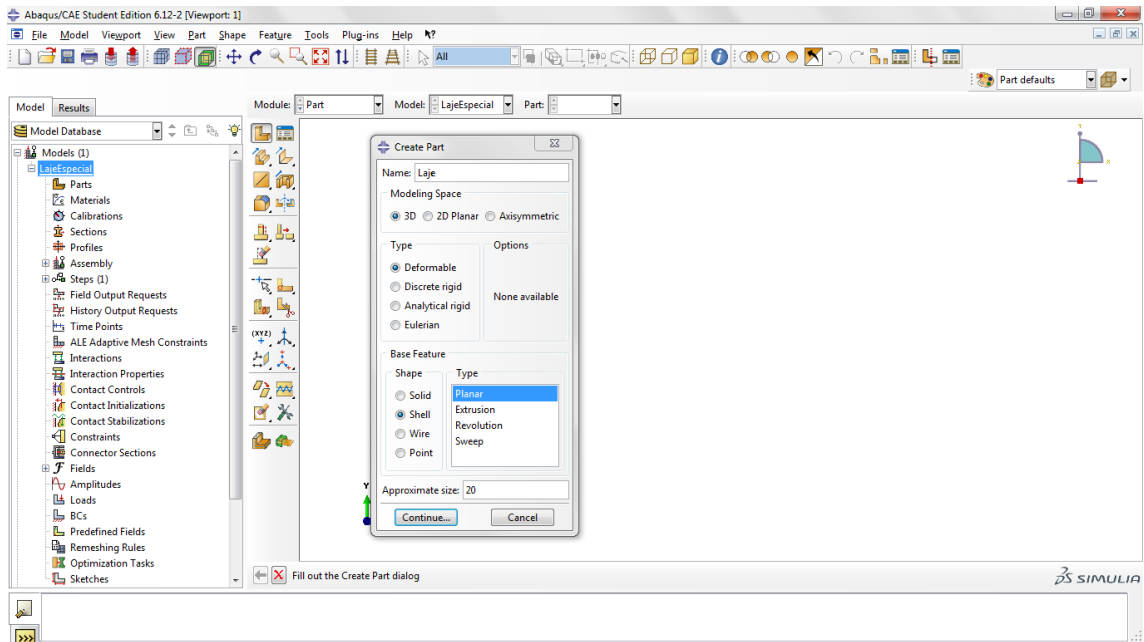 Abaqus/CAE Student Edition 6.12-2 [Viewport: 1]
File Model Viewport View Part Shape Feature Tools Plug-ins Help
All
Part defaults
Model Results
Module: Part Model: LajeEspecial Part:
Model Database
Models (1)
LajeEspecial
Parts
Materials
Calibrations
Sections
Profiles
Assembly
Steps (1)
Field Output Requests
History Output Requests
Time Points
ALE Adaptive Mesh Constraints
Interactions
Interaction Properties
Contact Controls
Contact Initializations
Contact Stabilizations
Constraints
Connector Sections
Fields
Amplitudes
Loads
BCs
Predefined Fields
Remeshing Rules
Optimization Tasks
Sketches
(XYZ)
Create Part
Name: Laje
Modeling Space
3D 2D Planar Axisymmetric
Type Options
Deformable
Discrete rigid
Analytical rigid
Eulerian
None available
Base Feature
Shape Type
Solid
Shell
Wire
Point
Planar
Extrusion
Revolution
Sweep
Approximate size: 20
Continue... Cancel
Y
Y
X
Fill out the Create Part dialog
SIMULIA
>>>